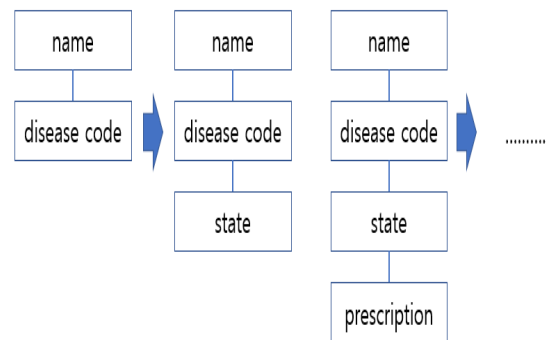 name
disease code
name
disease code
state
name
disease code
state
prescription
..........